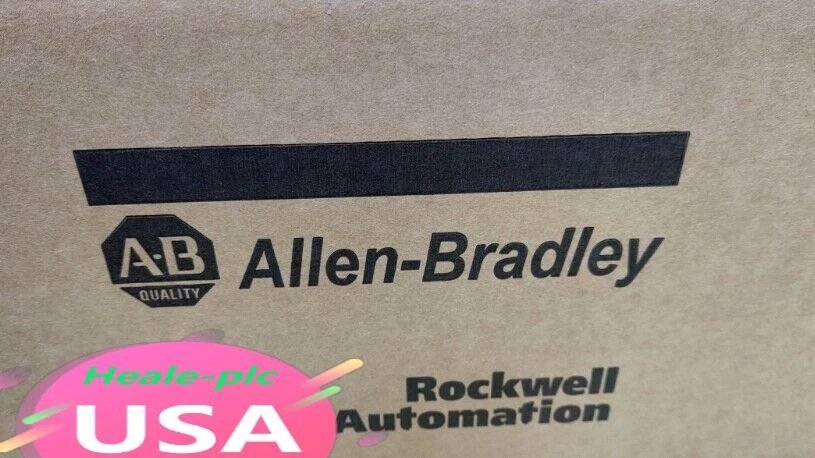 A·B
QUALITY
Allen-Bradley
Rockwell
Automation
Heale-plc
USA